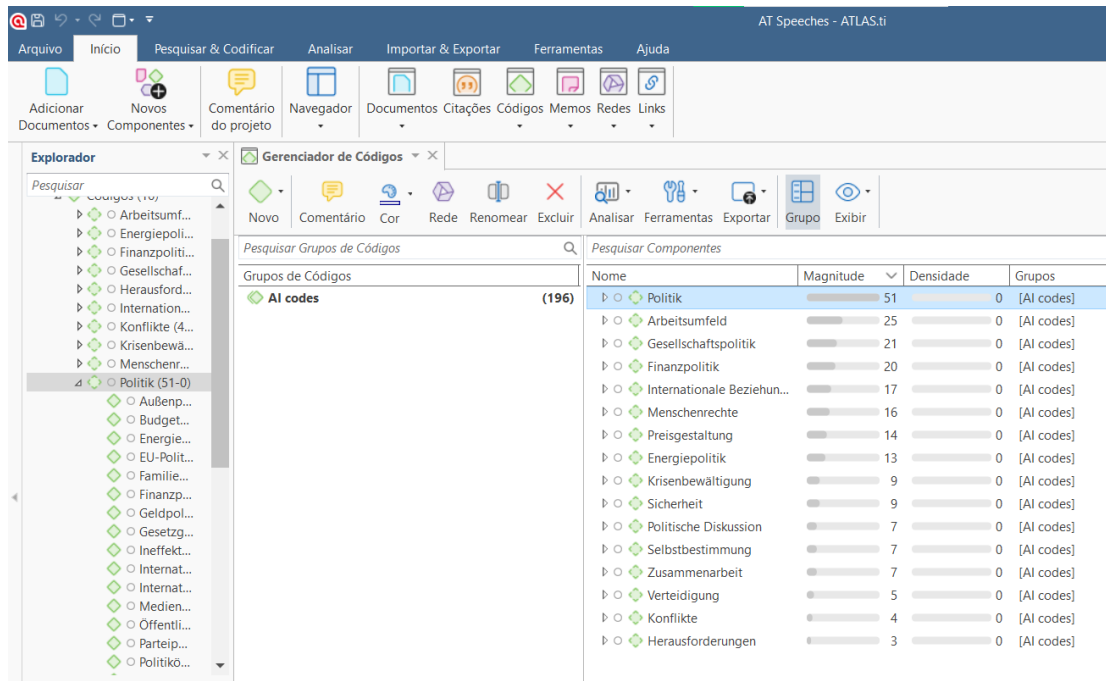 AT Speeches - ATLAS.ti
Arquivo Início Pesquisar & Codificar Analisar Importar & Exportar Ferramentas Ajuda
Adicionar Documentos
Novos Componentes
Comentário do projeto
Navegador
Documentos Citações Códigos Memos Redes Links
Explorador
Pesquisar
Códigos (16)
Arbeitsumf...
Energiepoli...
Finanzpoliti...
Gesellschaf...
Herausford...
Internation...
Konflikte (4...
Krisenbewä...
Menschenr...
Politik (51-0)
Außenp...
Budget...
Energie...
EU-Polit...
Familie...
Finanzp...
Geldpol...
Gesetzg...
Ineffekt...
Internat...
Internat...
Medien...
Öffentli...
Parteip...
Politikö...
Gerenciador de Códigos
Novo Comentário Cor Rede Renomear Excluir Analisar Ferramentas Exportar Grupo Exibir
Pesquisar Grupos de Códigos
Grupos de Códigos
AI codes (196)
Pesquisar Componentes
Nome Magnitude Densidade Grupos
Politik 51 0 [AI codes]
Arbeitsumfeld 25 0 [AI codes]
Gesellschaftspolitik 21 0 [AI codes]
Finanzpolitik 20 0 [AI codes]
Internationale Beziehun... 17 0 [AI codes]
Menschenrechte 16 0 [AI codes]
Preisgestaltung 14 0 [AI codes]
Energiepolitik 13 0 [AI codes]
Krisenbewältigung 9 0 [AI codes]
Sicherheit 9 0 [AI codes]
Politische Diskussion 7 0 [AI codes]
Selbstbestimmung 7 0 [AI codes]
Zusammenarbeit 7 0 [AI codes]
Verteidigung 5 0 [AI codes]
Konflikte 4 0 [AI codes]
Herausforderungen 3 0 [AI codes]